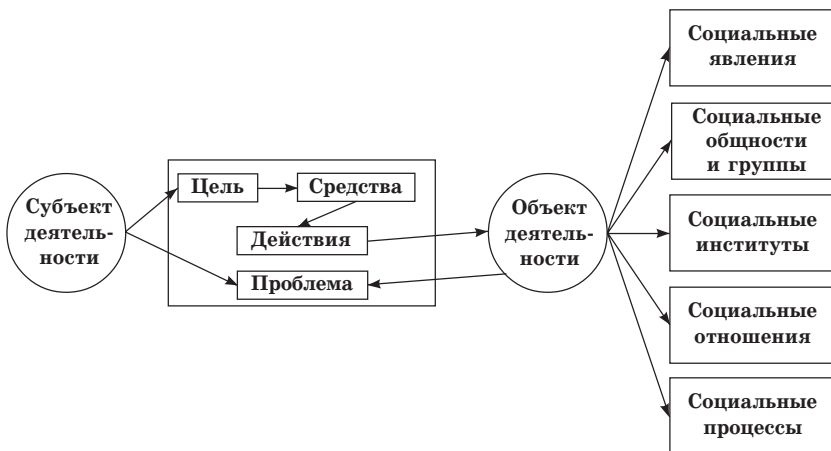 Субъект
деятель-
ности
Цель
Средства
Действия
Проблема
Объект
деятель-
ности
Социальные
явления
Социальные
общности
и группы
Социальные
институты
Социальные
отношения
Социальные
процессы